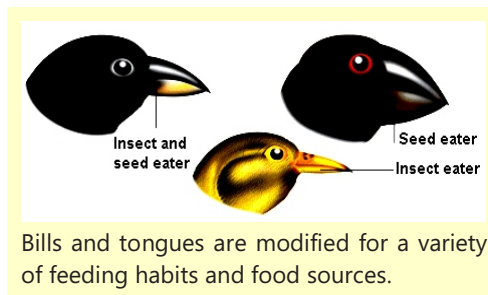 Insect and
seed eater
Seed eater
Insect eater
Bills and tongues are modified for a variety
of feeding habits and food sources.